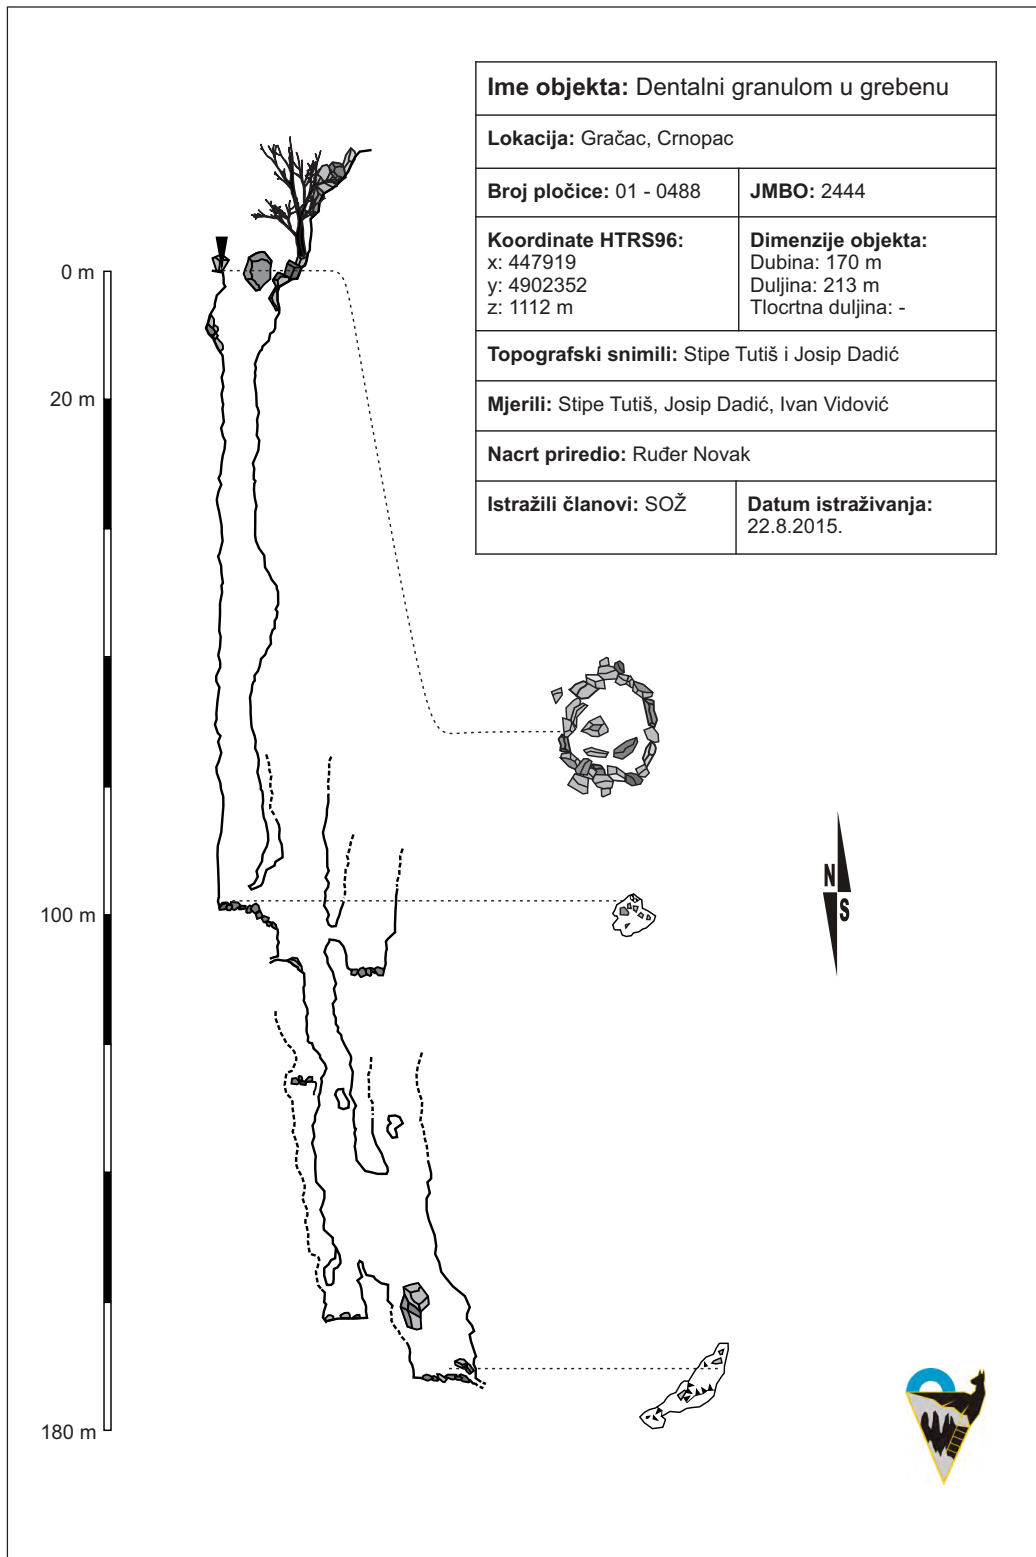 Ime objekta: Dentalni granulom u grebenu
Lokacija: Gračac, Crnopac
Broj pločice: 01 - 0488
JMBO: 2444
Koordinate HTRS96:
x: 447919
y: 4902352
z: 1112 m
Dimenzije objekta:
Dubina: 170 m
Duljina: 213 m
Tlocrtna duljina: -
Topografski snimili: Stipe Tutiš i Josip Dadić
Mjerili: Stipe Tutiš, Josip Dadić, Ivan Vidović
Nacrt priredio: Ruđer Novak
Istražili članovi: SOŽ
Datum istraživanja:
22.8.2015.
0 m
20 m
100 m
180 m
N
S